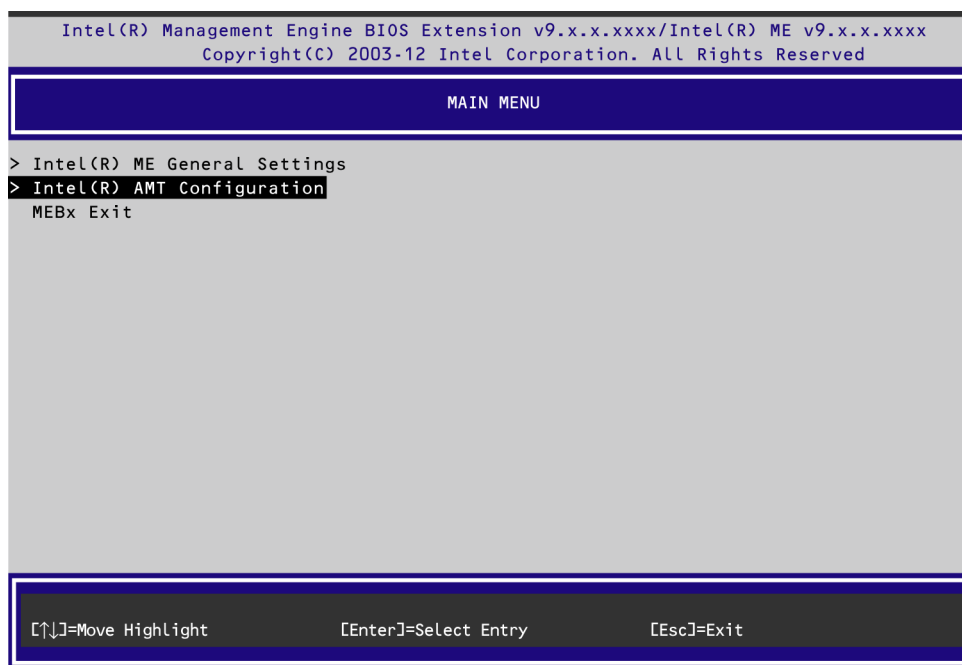 Intel(R) Management Engine BIOS Extension v9.x.x.xxxx/Intel(R) ME v9.x.x.xxxx
Copyright(C) 2003-12 Intel Corporation. All Rights Reserved
MAIN MENU
> Intel(R) ME General Settings
> Intel(R) AMT Configuration
MEBx Exit
[↑↓]=Move Highlight [Enter]=Select Entry [Esc]=Exit